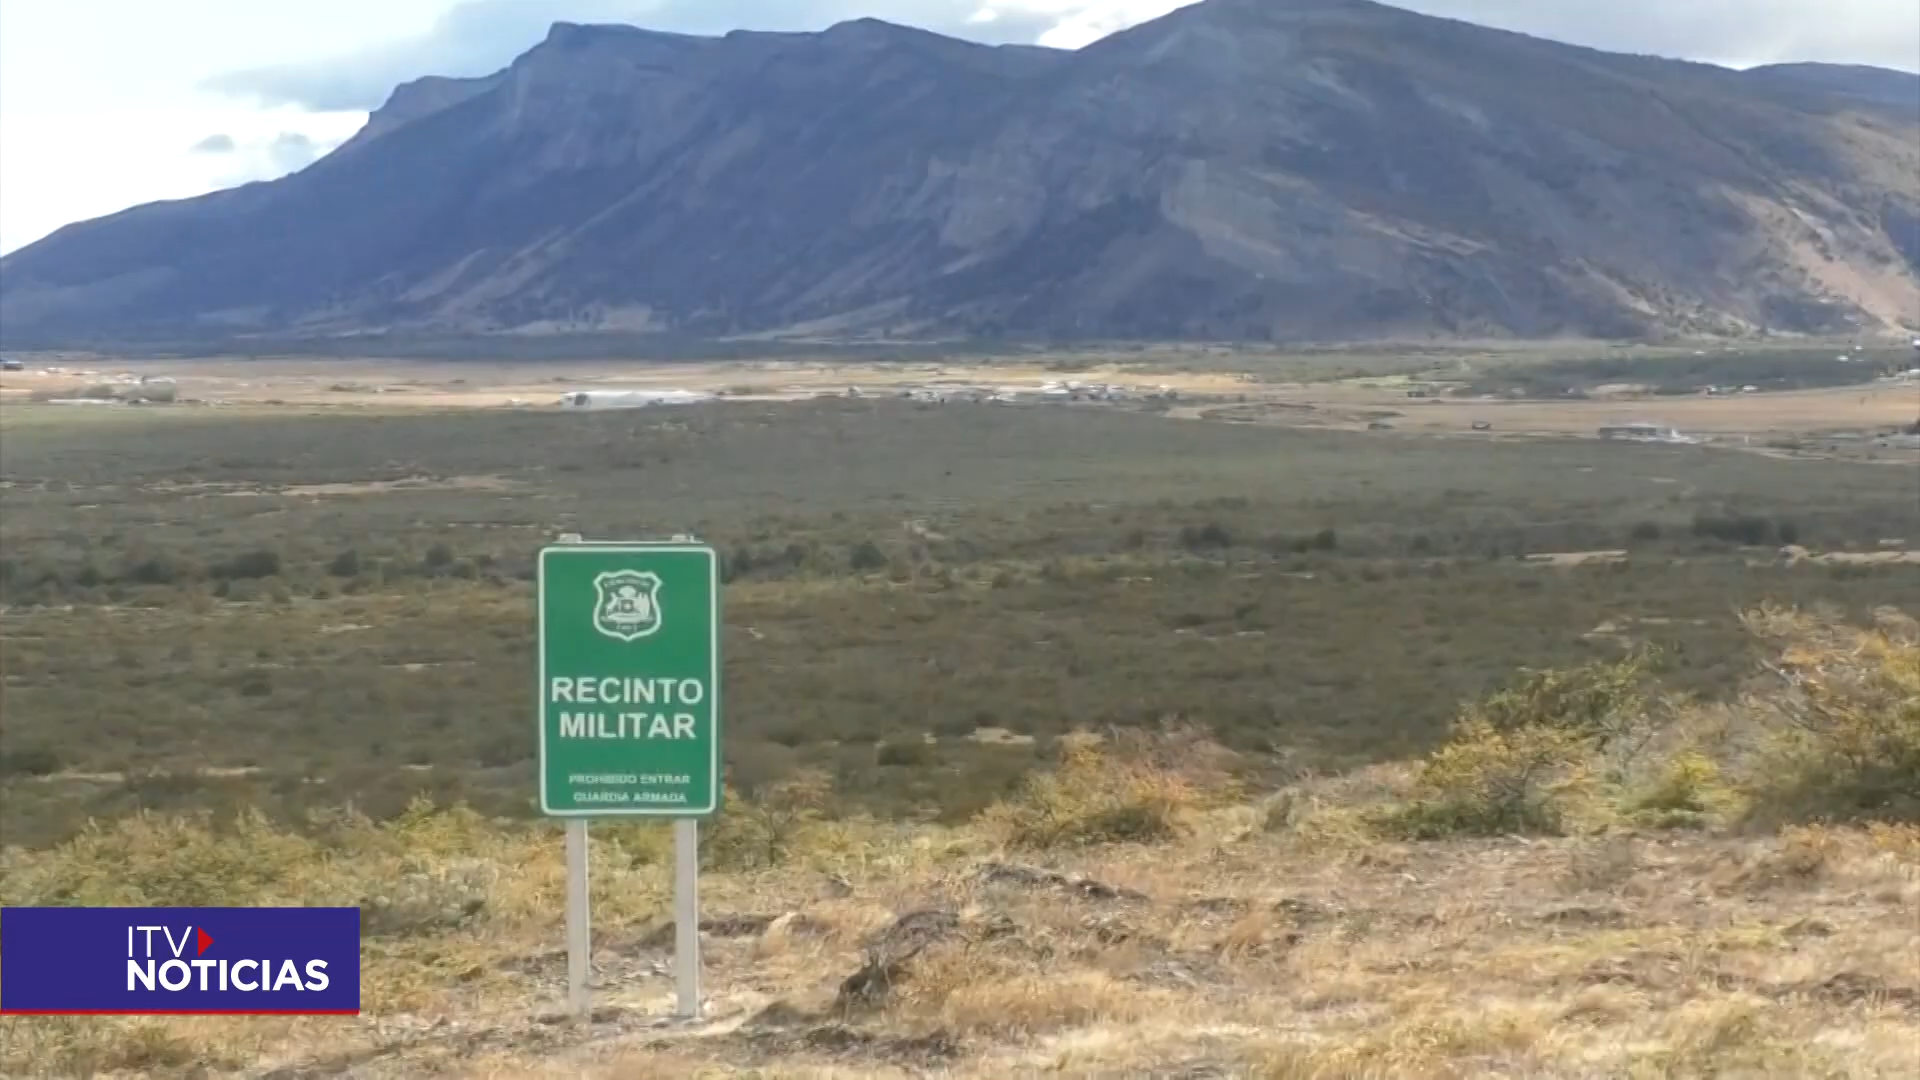 RECINTO
MILITAR
PROHIBIDO ENTRAR
GUARDIA ARMADA
ITV
NOTICIAS